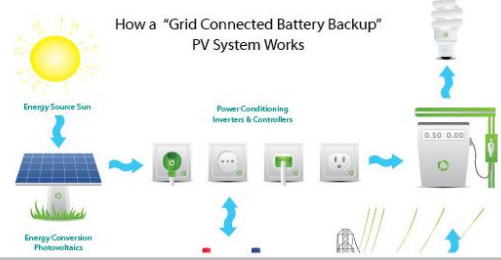 How a “Grid Connected Battery Backup”
PV System Works
Energy Source Sun
Power Conditioning
Inverters & Controllers
0.50 0.00
Energy Conversion
Photovoltaics